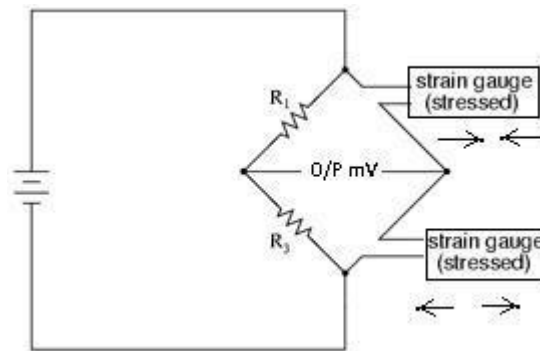 strain gauge
(stressed)
R1
O/P mV
R3
strain gauge
(stressed)